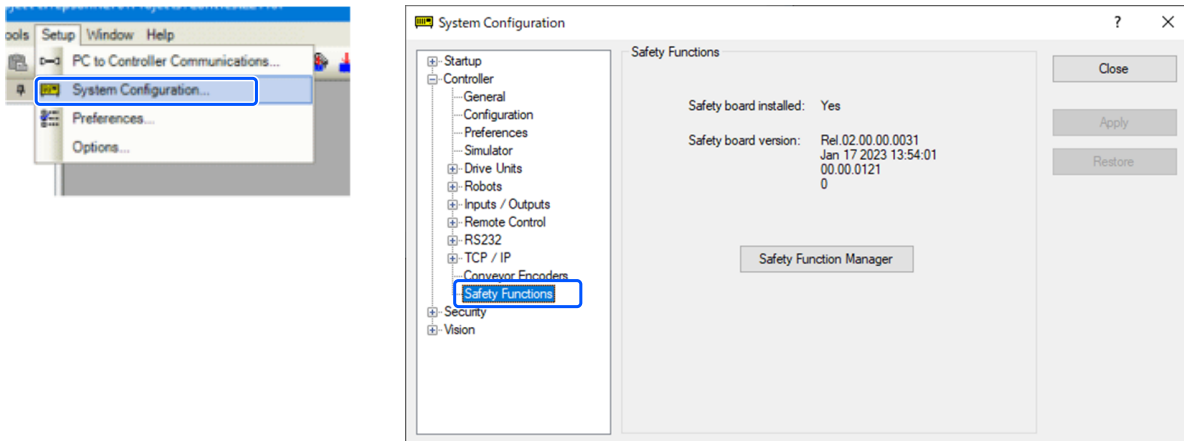 Setup Window Help
PC to Controller Communications...
System Configuration...
Preferences...
Options...
System Configuration
? ×
Startup
Controller
General
Configuration
Preferences
Simulator
Drive Units
Robots
Inputs / Outputs
Remote Control
RS232
TCP / IP
Conveyor Encoders
Safety Functions
Security
Vision
Safety Functions
Safety board installed: Yes
Safety board version: Rel.02.00.00.0031
Jan 17 2023 13:54:01
00.00.0121
0
Safety Function Manager
Close
Apply
Restore